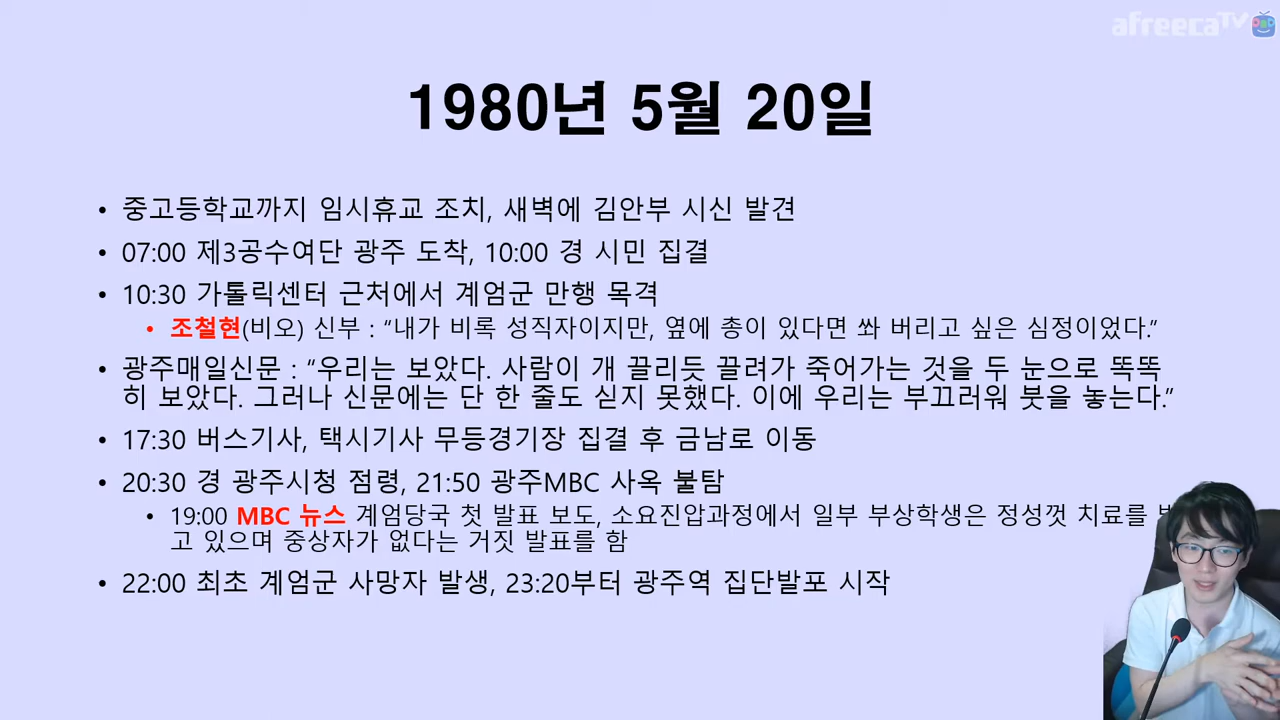 afreecaTV
1980년 5월 20일
• 중고등학교까지 임시휴교 조치, 새벽에 김안부 시신 발견
• 07:00 제3공수여단 광주 도착, 10:00 경 시민 집결
• 10:30 가톨릭센터 근처에서 계엄군 만행 목격
• 조철현(비오) 신부 : “내가 비록 성직자이지만, 옆에 총이 있다면 쏴 버리고 싶은 심정이었다.”
• 광주매일신문 : “우리는 보았다. 사람이 개 끌리듯 끌려가 죽어가는 것을 두 눈으로 똑똑
히 보았다. 그러나 신문에는 단 한 줄도 싣지 못했다. 이에 우리는 부끄러워 붓을 놓는다.”
• 17:30 버스기사, 택시기사 무등경기장 집결 후 금남로 이동
• 20:30 경 광주시청 점령, 21:50 광주MBC 사옥 불탐
• 19:00 MBC 뉴스 계엄당국 첫 발표 보도, 소요진압과정에서 일부 부상학생은 정성껏 치료를
고 있으며 중상자가 없다는 거짓 발표를 함
• 22:00 최초 계엄군 사망자 발생, 23:20부터 광주역 집단발포 시작